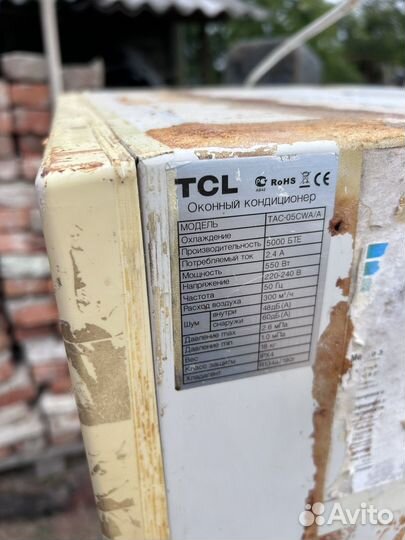 TCL RoHS CE
Оконный кондиционер
МОДЕЛЬ TAC-05CWA/A
Охлаждение
Производительность 5000 БТЕ
Потребляемый ток 2.4 А
Мощность 550 Вт
Напряжение 220-240 В
Частота 50 Гц
Расход воздуха 300 м³/ч
Шум внутри 48дБ(А)
снаружи 60дБ(А)
Давление max 2.6 мПа
Давление min 1.0 мПа
Вес 18 кг
Класс защиты IPX4
Хладагент
Avito